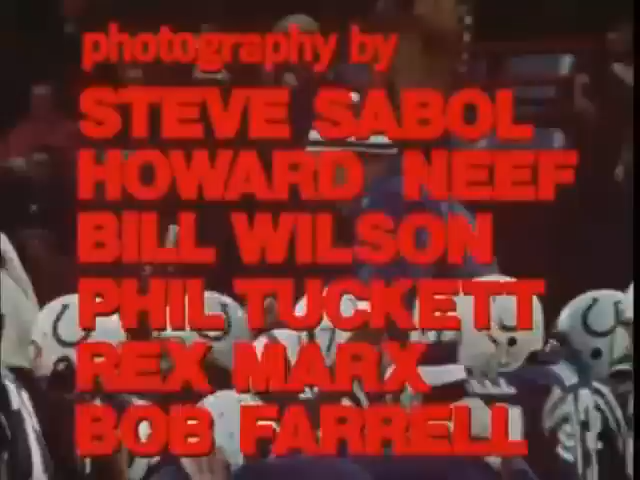 photography by
STEVE SABOL
HOWARD NEEF
BILL WILSON
PHIL TUCKETT
REX MARX
BOB FARRELL